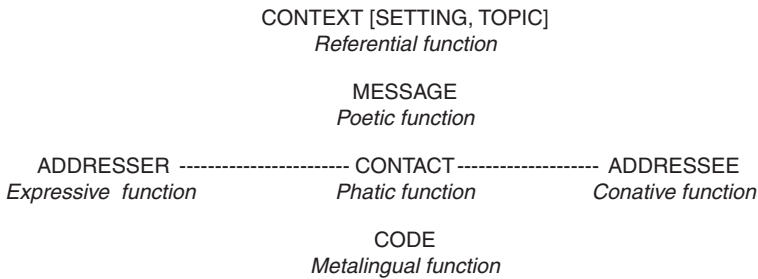 CONTEXT [SETTING, TOPIC]
Referential function
MESSAGE
Poetic function
ADDRESSER ------------------------ CONTACT-------------------- ADDRESSEE
Expressive function Phatic function Conative function
CODE
Metalingual function